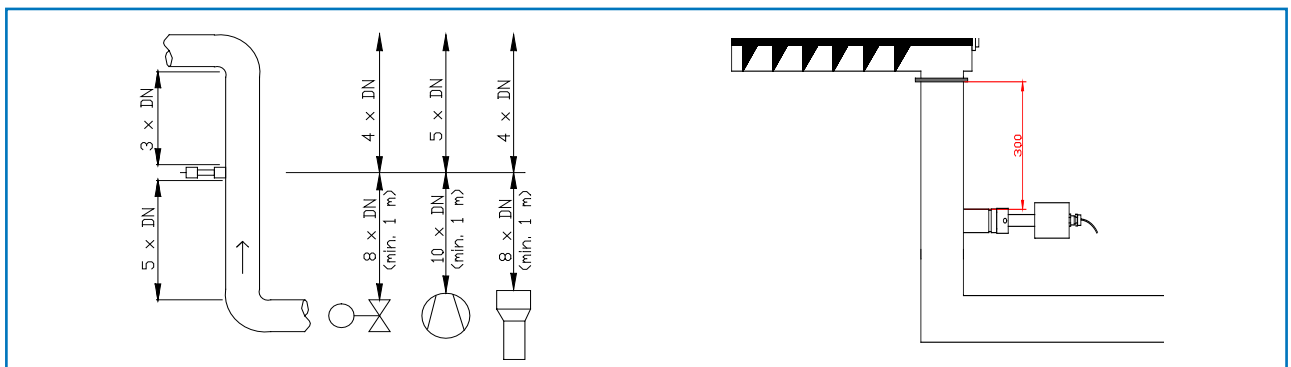 3 x DN
5 x DN
4 x DN
8 x DN
(min. 1 m)
5 x DN
10 x DN
(min. 1 m)
4 x DN
8 x DN
(min. 1 m)
300